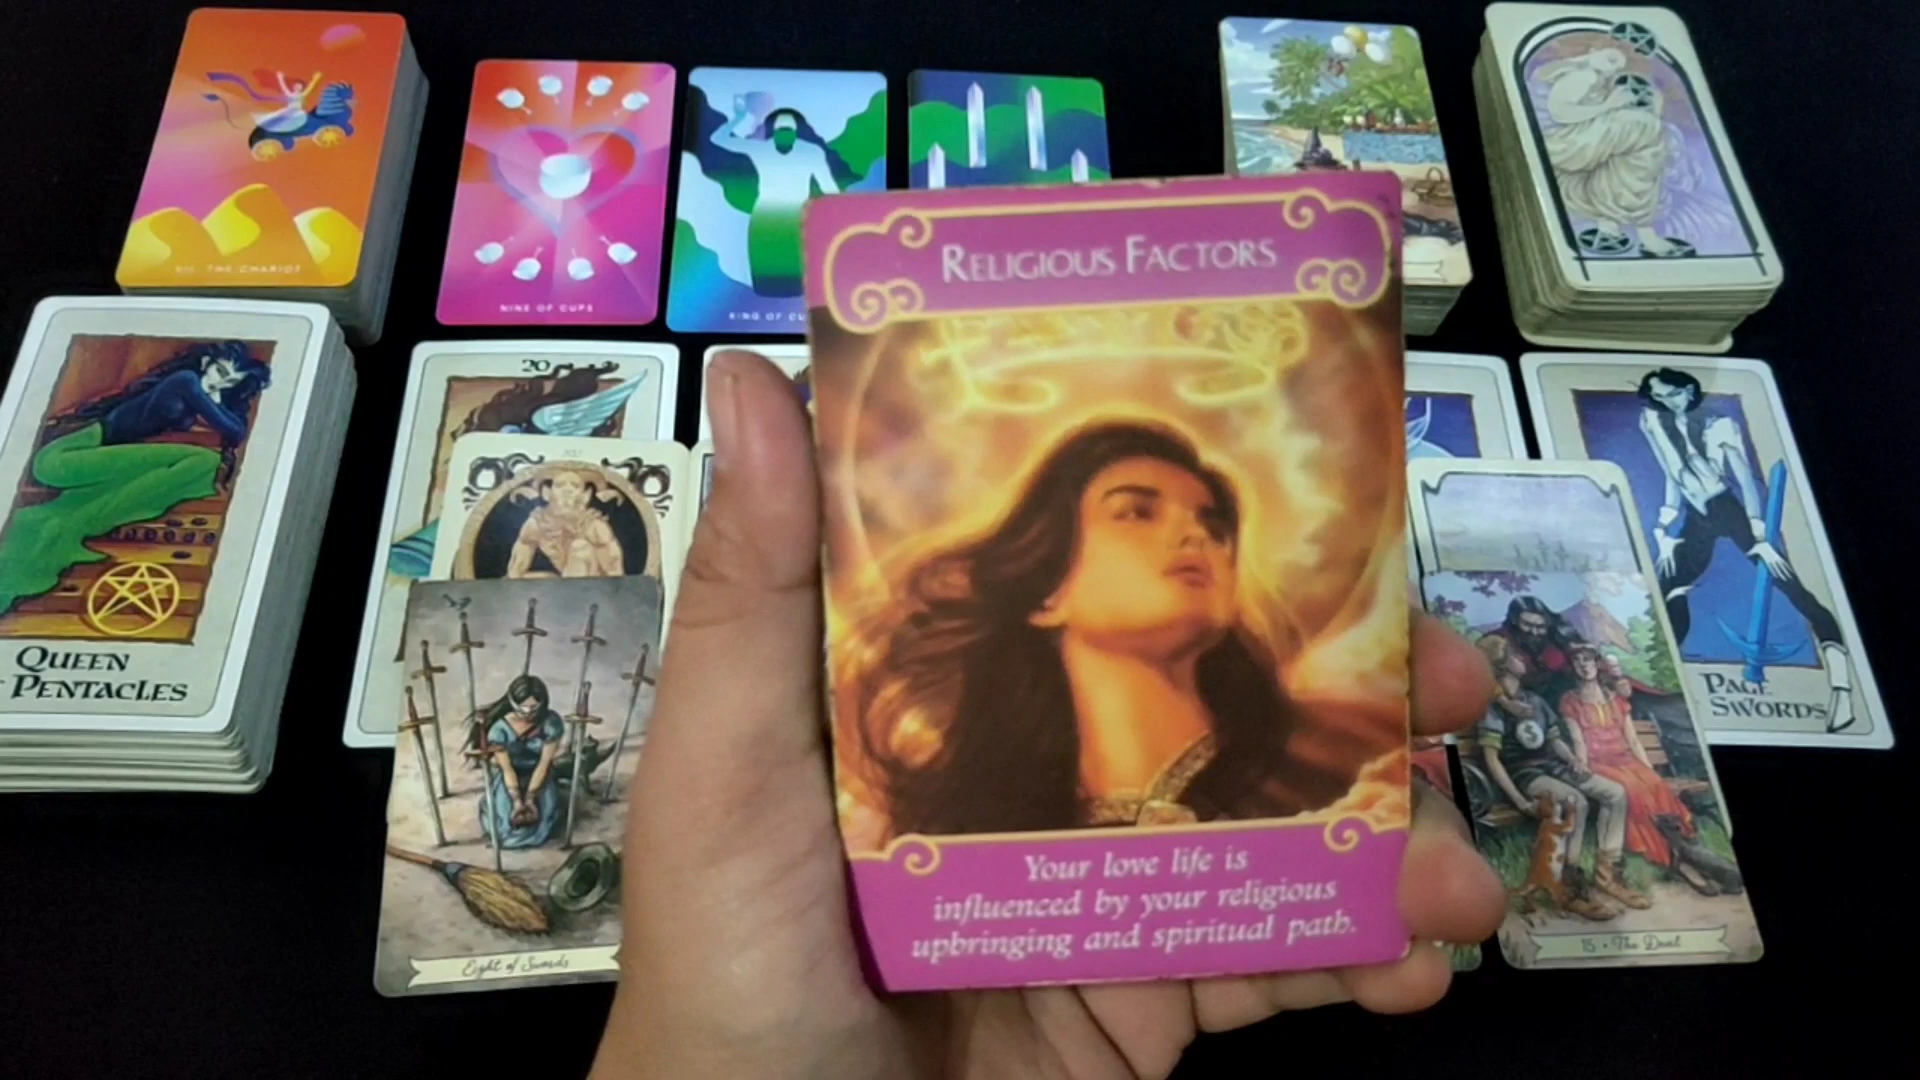 VII. THE CHARIOT
NINE OF CUPS
KING OF CU
RELIGIOUS FACTORS
20
QUEEN
PENTACLES
PAGE
SWORDS
$
Your love life is
influenced by your religious
upbringing and spiritual path.
Eight of Swords
15 • The Devil